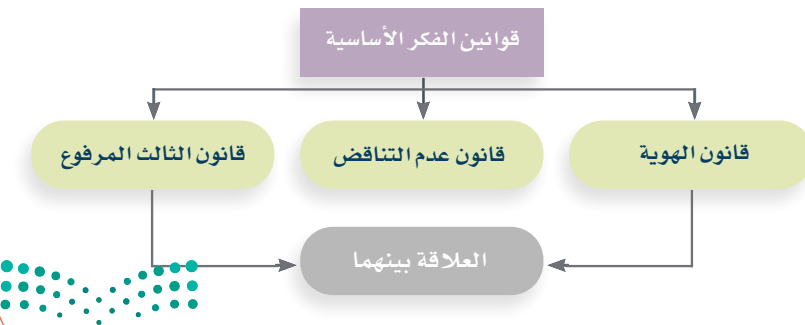 قوانين الفكر الأساسية
قانون الهوية
قانون عدم التناقض
قانون الثالث المرفوع
العلاقة بينهما